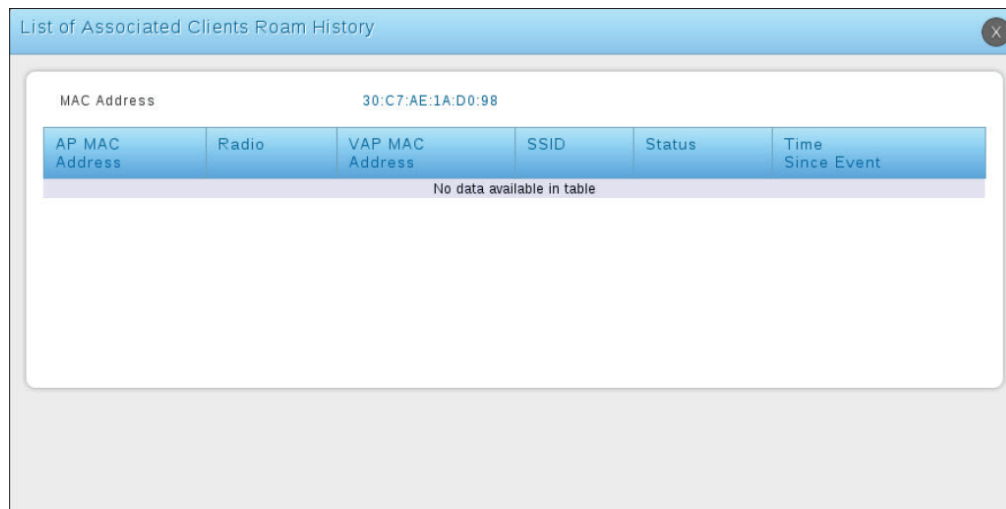 List of Associated Clients Roam History
X
MAC Address 30:C7:AE:1A:D0:98
AP MAC Address Radio VAP MAC Address SSID Status Time Since Event
No data available in table